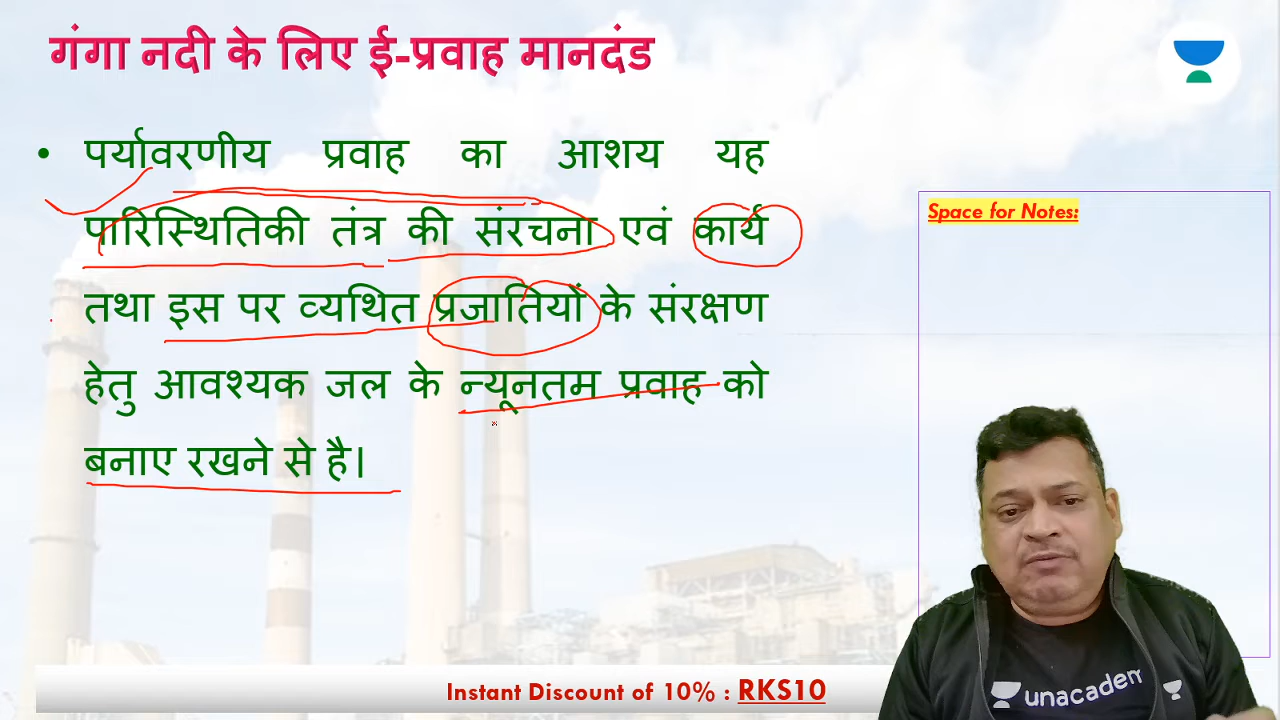 गंगा नदी के लिए ई-प्रवाह मानदंड
• पर्यावरणीय प्रवाह का आशय यह
पारिस्थितिकी तंत्र की संरचना एवं कार्य
तथा इस पर व्यथित प्रजातियों के संरक्षण
हेतु आवश्यक जल के न्यूनतम प्रवाह को
बनाए रखने से है।
Space for Notes:
unacademy
Instant Discount of 10% : RKS10